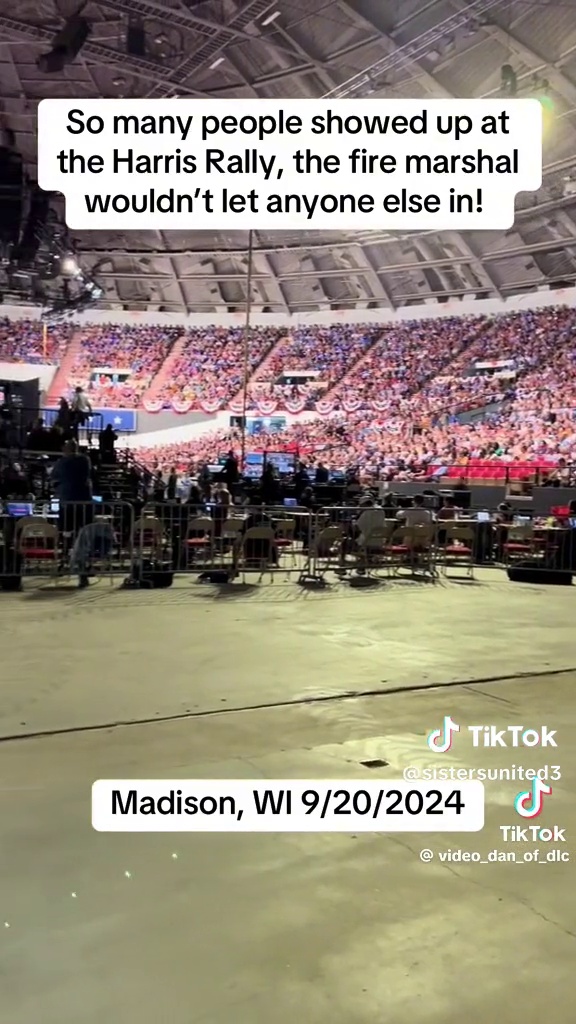 So many people showed up at
the Harris Rally, the fire marshal
wouldn't let anyone else in!
TikTok
@sistersunited3
Madison, WI 9/20/2024
TikTok
@ video_dan_of_dlc